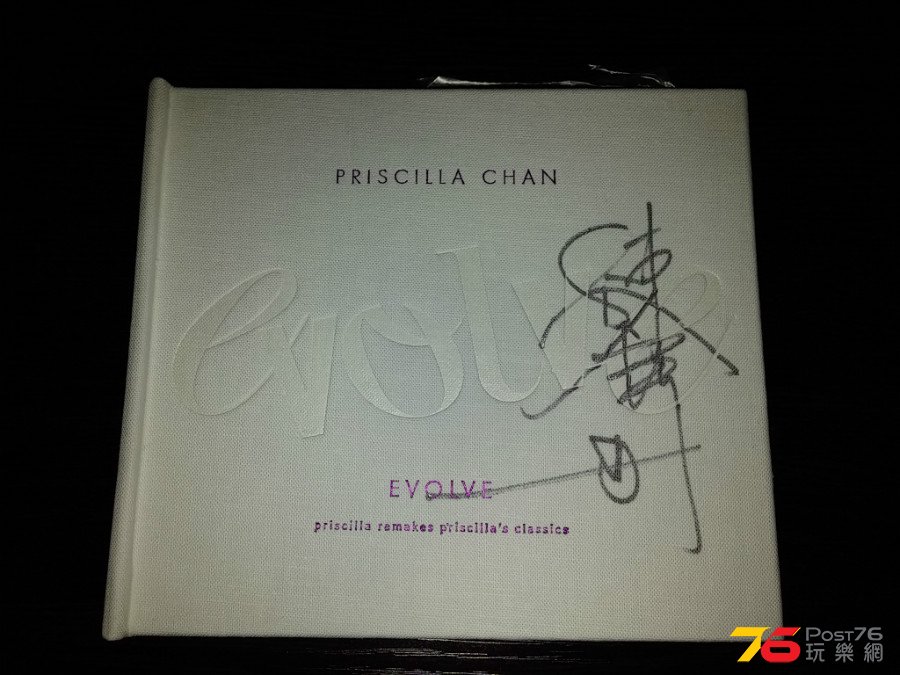 PRISCILLA CHAN
evolve
EVOLVE
priscilla remakes priscilla's classics
76 Post76
玩樂網